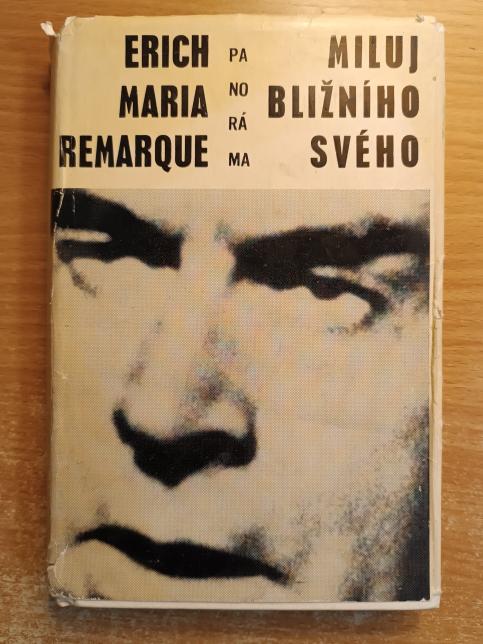 ERICH
MARIA
REMARQUE
PA
NO
RÁ
MA
MILUJ
BLIŽNÍHO
SVÉHO